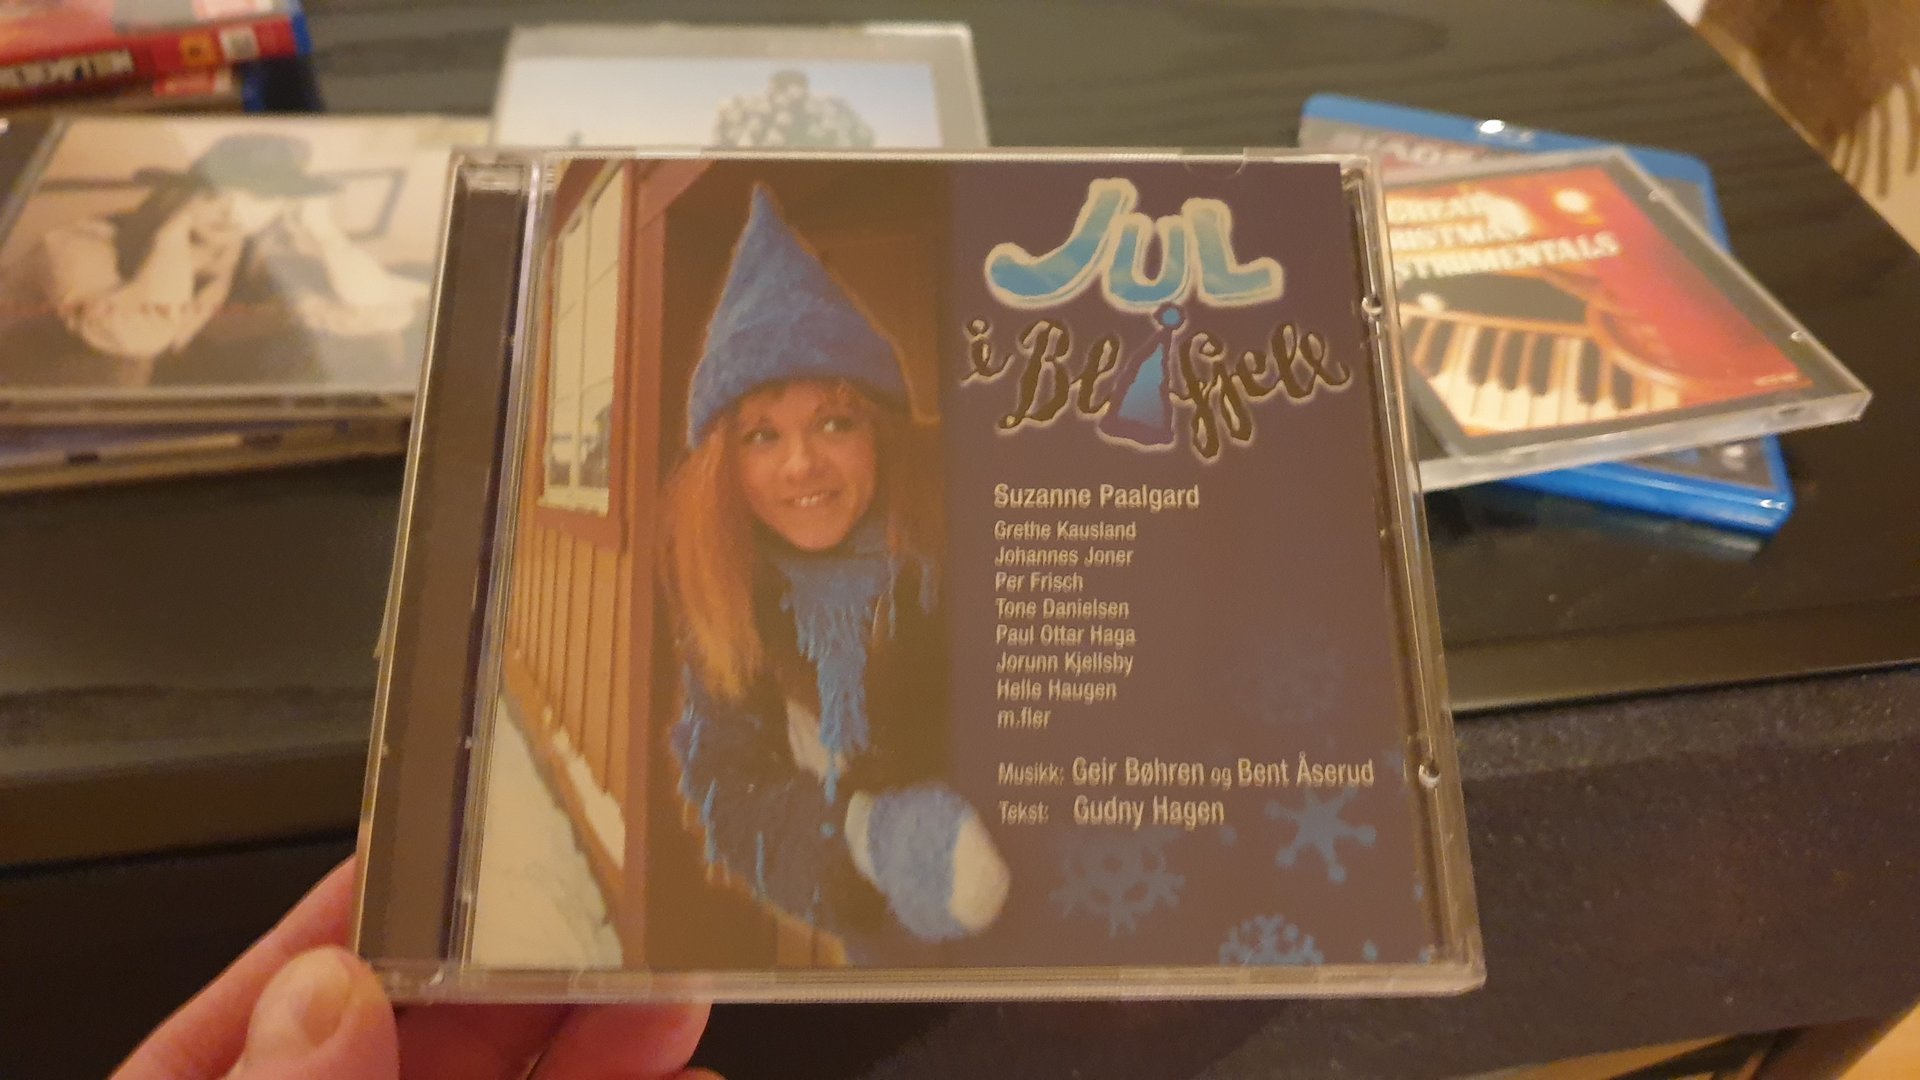 Jul
i Blåfjell
Suzanne Paalgard
Grethe Kausland
Johannes Joner
Per Frisch
Tone Danielsen
Paul Ottar Haga
Jorunn Kjellsby
Helle Haugen
m.fler
Musikk: Geir Bøhren og Bent Åserud
Tekst: Gudny Hagen